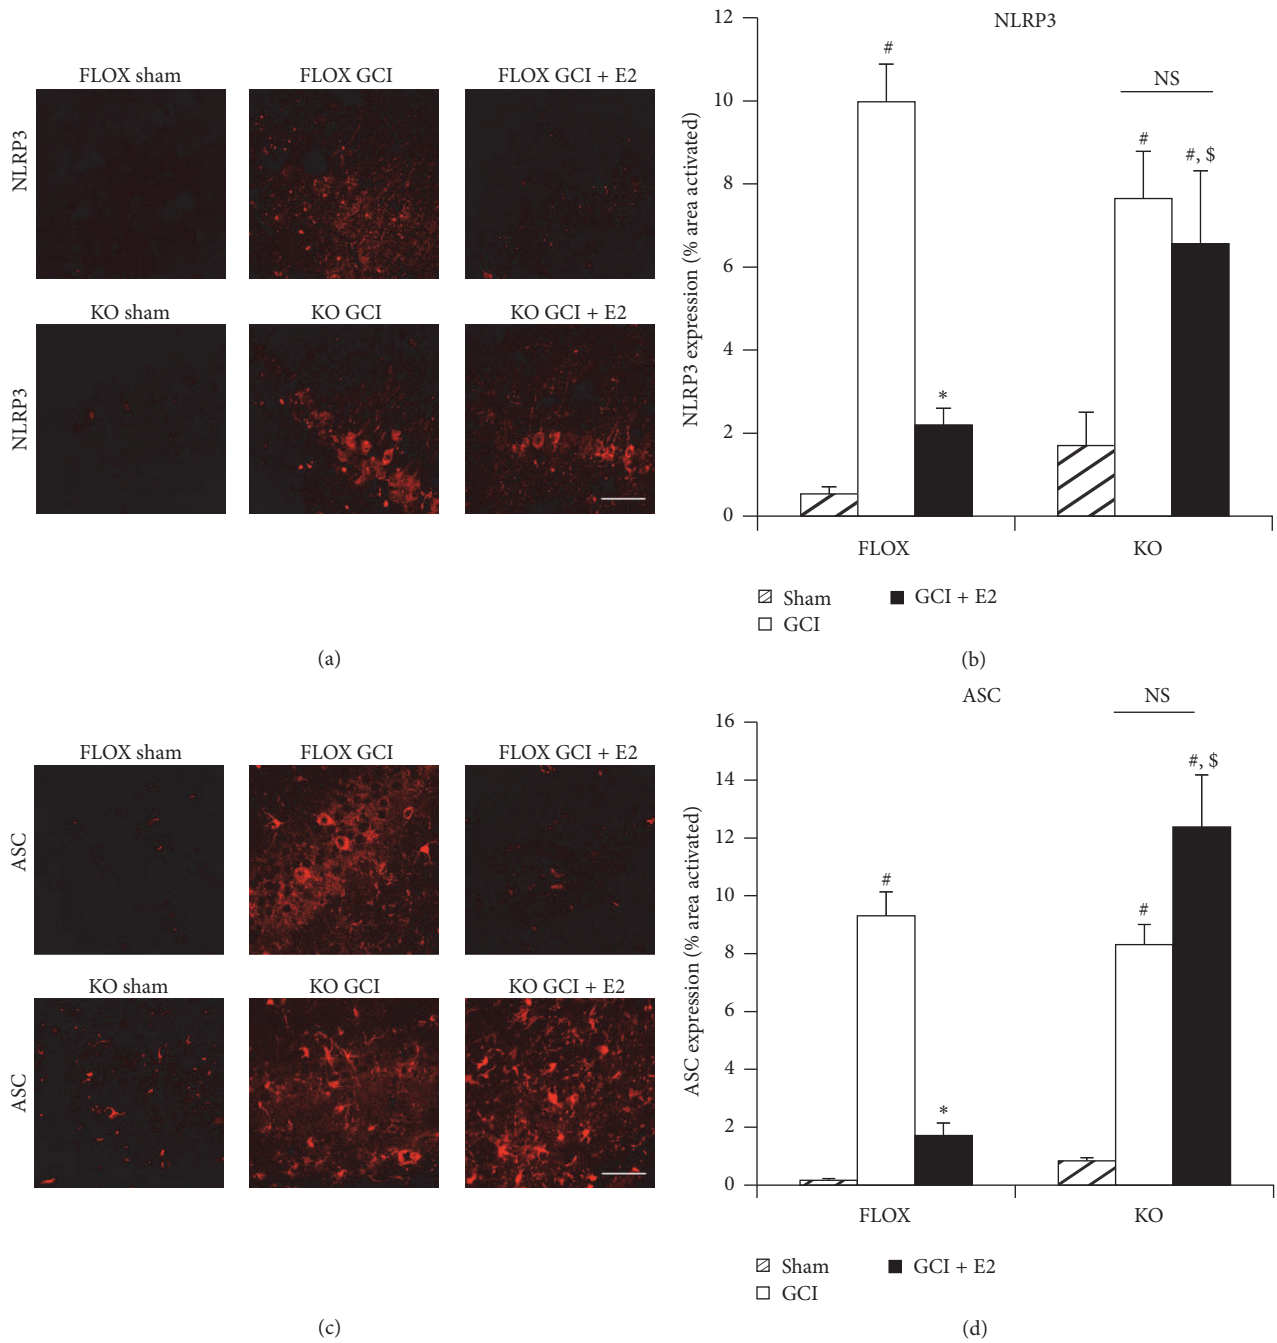 FLOX sham FLOX GCI FLOX GCI + E2
NLRP3
KO sham KO GCI KO GCI + E2
NLRP3
(a)
NLRP3
12
10
8
6
4
2
0
NLRP3 expression (% area activated)
#
*
NS
#
#, $
FLOX KO
Sham
GCI
GCI + E2
(b)
FLOX sham FLOX GCI FLOX GCI + E2
ASC
KO sham KO GCI KO GCI + E2
ASC
(c)
ASC
16
14
12
10
8
6
4
2
0
ASC expression (% area activated)
#
*
NS
#
#, $
FLOX KO
Sham
GCI
GCI + E2
(d)